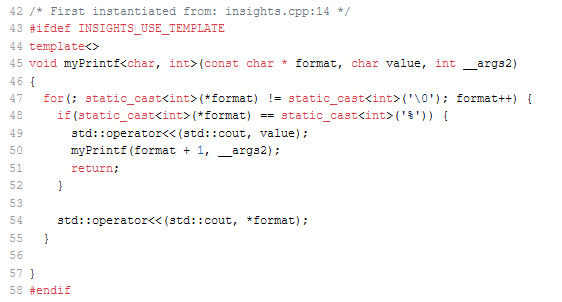 42 /* First instantiated from: insights.cpp:14 */
43 #ifdef INSIGHTS_USE_TEMPLATE
44 template<>
45 void myPrintf<char, int>(const char * format, char value, int __args2)
46 {
47   for(; static_cast<int>(*format) != static_cast<int>('\0'); format++) {
48     if(static_cast<int>(*format) == static_cast<int>('%')) {
49       std::operator<<(std::cout, value);
50       myPrintf(format + 1, __args2);
51       return;
52     }
53
54     std::operator<<(std::cout, *format);
55   }
56
57 }
58 #endif